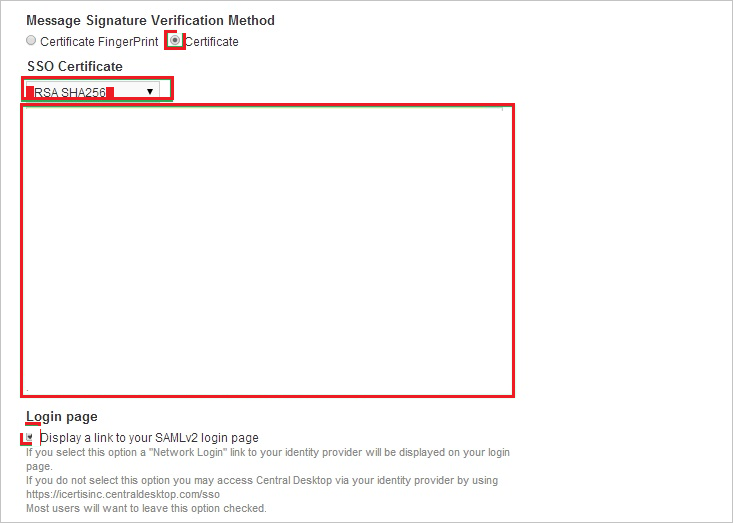 Message Signature Verification Method
Certificate FingerPrint Certificate
SSO Certificate
RSA SHA256
Login page
Display a link to your SAMLv2 login page
If you select this option a "Network Login" link to your identity provider will be displayed on your login
page.
If you do not select this option you may access Central Desktop via your identity provider by using
https://icertisinc.centraldesktop.com/sso
Most users will want to leave this option checked.